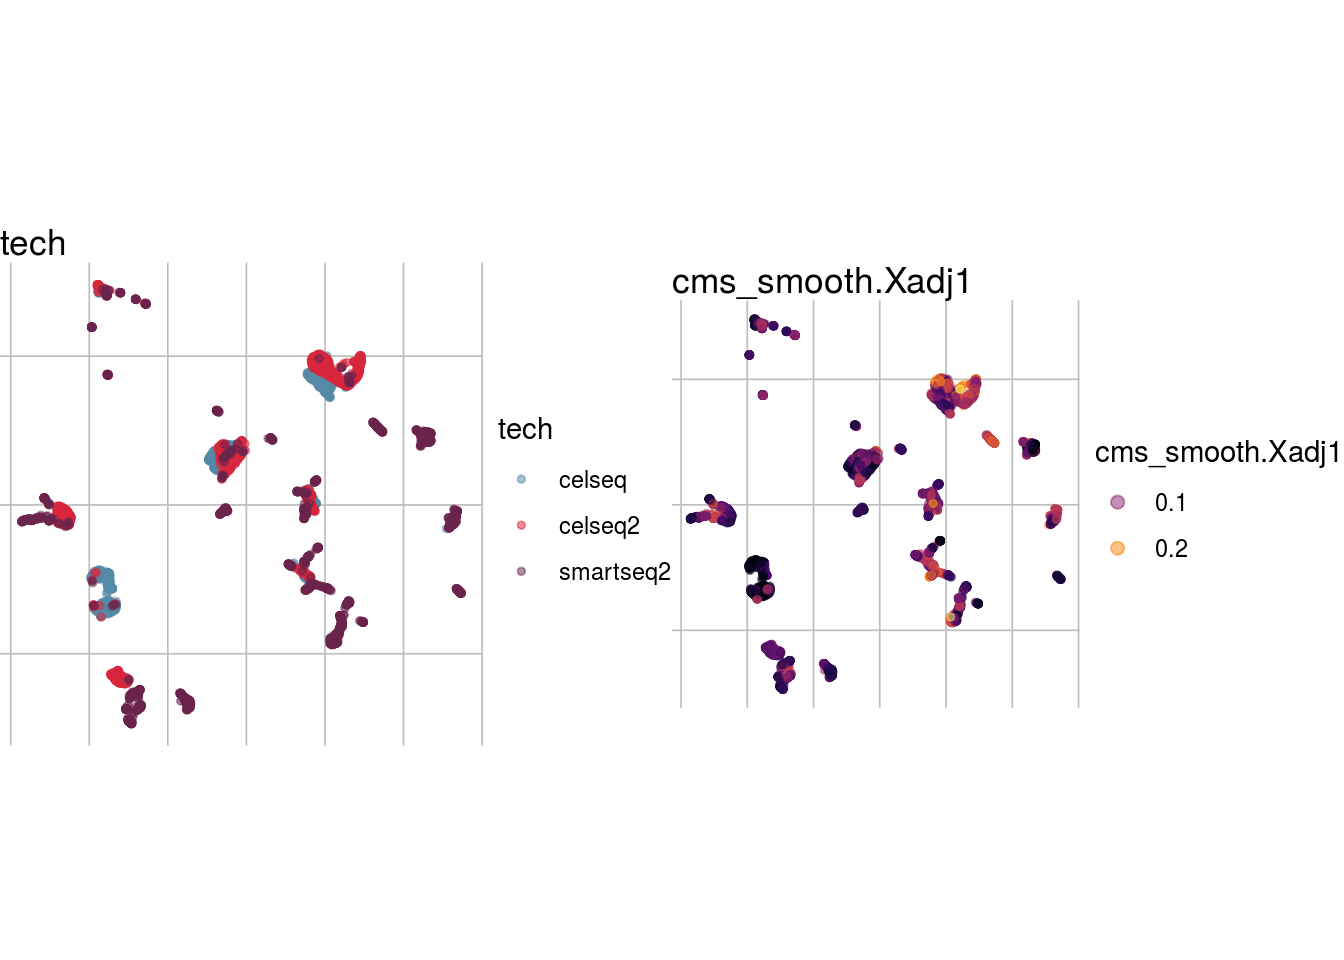 tech
tech
celseq
celseq2
smartseq2
cms_smooth.Xadj1
cms_smooth.Xadj1
0.1
0.2